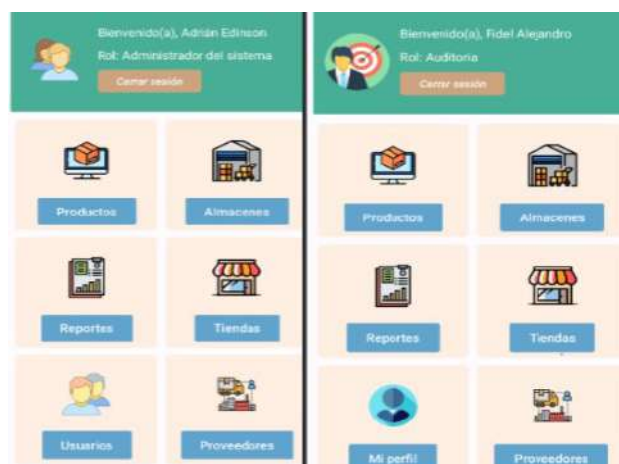 Bienvenido(a), Adrián Edinson
Rol: Administrador del sistema
Cerrar sesión
Productos
Almacenes
Reportes
Tiendas
Usuarios
Proveedores
Bienvenido(a), Fidel Alejandro
Rol: Auditoria
Cerrar sesión
Productos
Almacenes
Reportes
Tiendas
Mi perfil
Proveedores